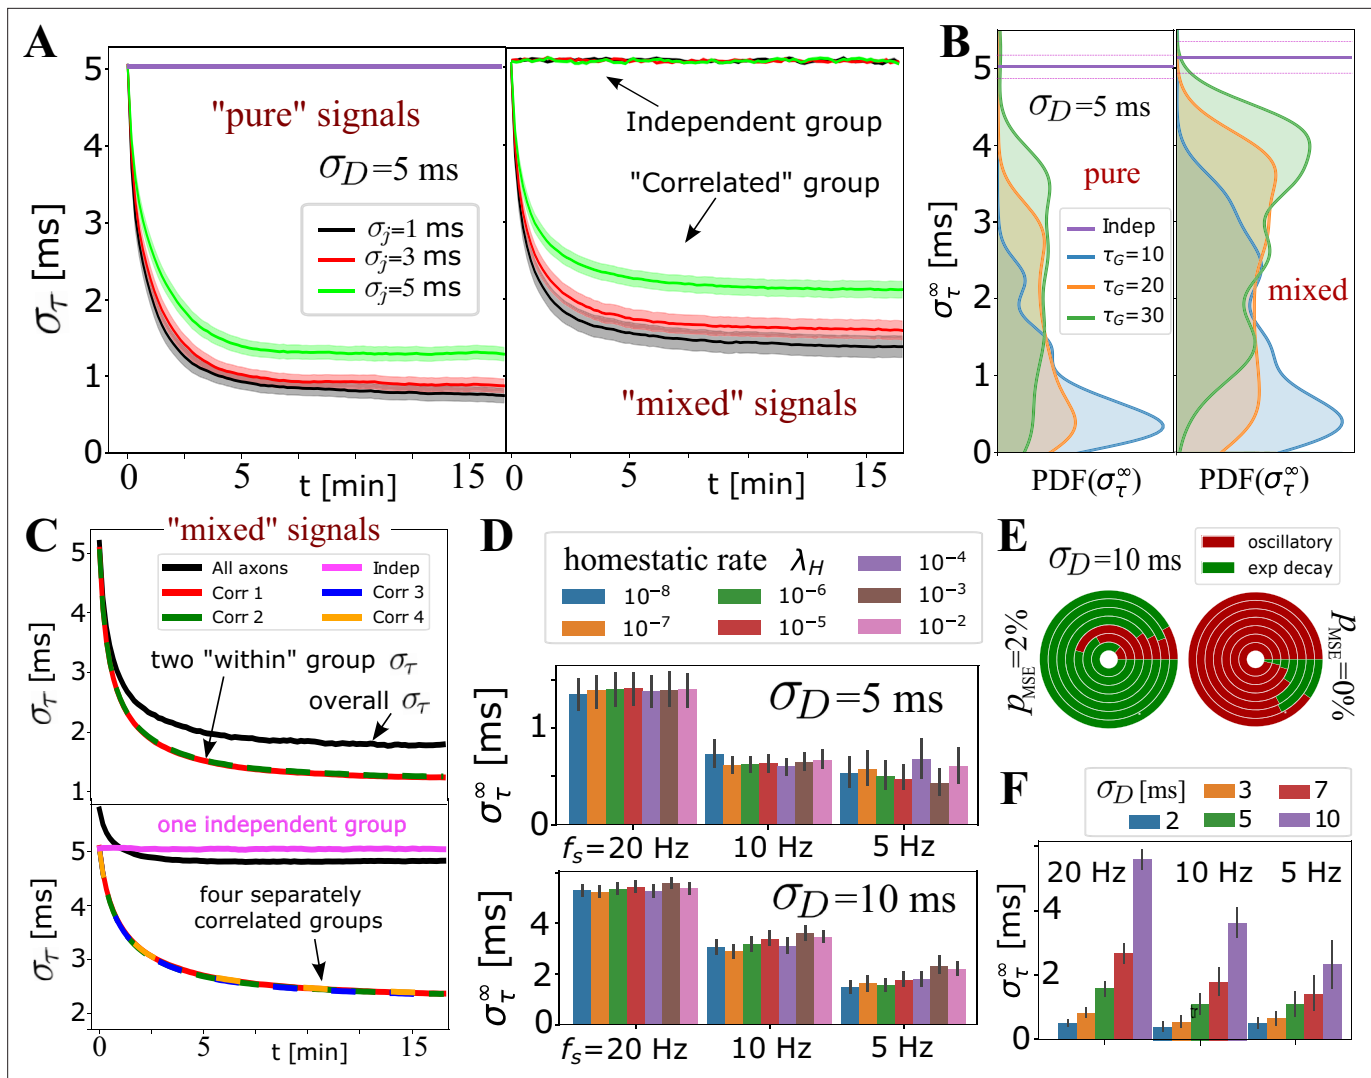 A
"pure" signals
σ_D=5 ms
σ_j=1 ms
σ_j=3 ms
σ_j=5 ms
σ_τ [ms]
5
4
3
2
1
0
0
5
15
t [min]
Independent group
"Correlated" group
"mixed" signals
0
5
15
t [min]
B
σ_D=5 ms
pure
Indep
τ_G=10
τ_G=20
τ_G=30
mixed
σ_τ^∞ [ms]
5
4
3
2
1
0
PDF(σ_τ^∞)
PDF(σ_τ^∞)
C
"mixed" signals
All axons
Corr 1
Corr 2
Indep
Corr 3
Corr 4
two "within" group σ_τ
overall σ_τ
σ_τ [ms]
5
4
3
2
1
one independent group
four separately
correlated groups
σ_τ [ms]
5
4
3
2
0
5
15
t [min]
D
homestatic rate λ_H
10^-8
10^-7
10^-6
10^-5
10^-4
10^-3
10^-2
σ_D=5 ms
σ_τ^∞ [ms]
1
0
f_s=20 Hz
10 Hz
5 Hz
σ_D=10 ms
σ_τ^∞ [ms]
4
2
0
f_s=20 Hz
10 Hz
5 Hz
E
σ_D=10 ms
oscillatory
exp decay
p_MSE=2%
p_MSE=0%
F
σ_D [ms]
2
3
5
7
10
20 Hz
10 Hz
5 Hz
σ_τ^∞ [ms]
4
2
0